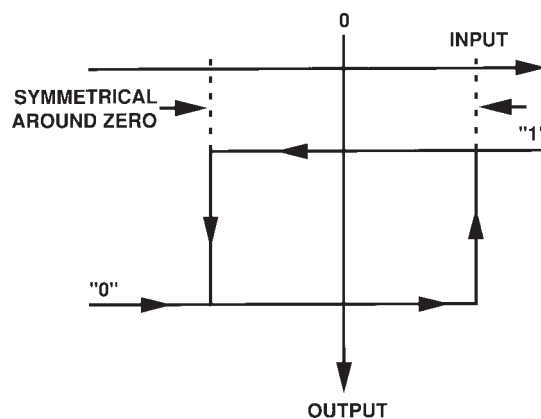 0
INPUT
SYMMETRICAL
AROUND ZERO
"1"
"0"
OUTPUT